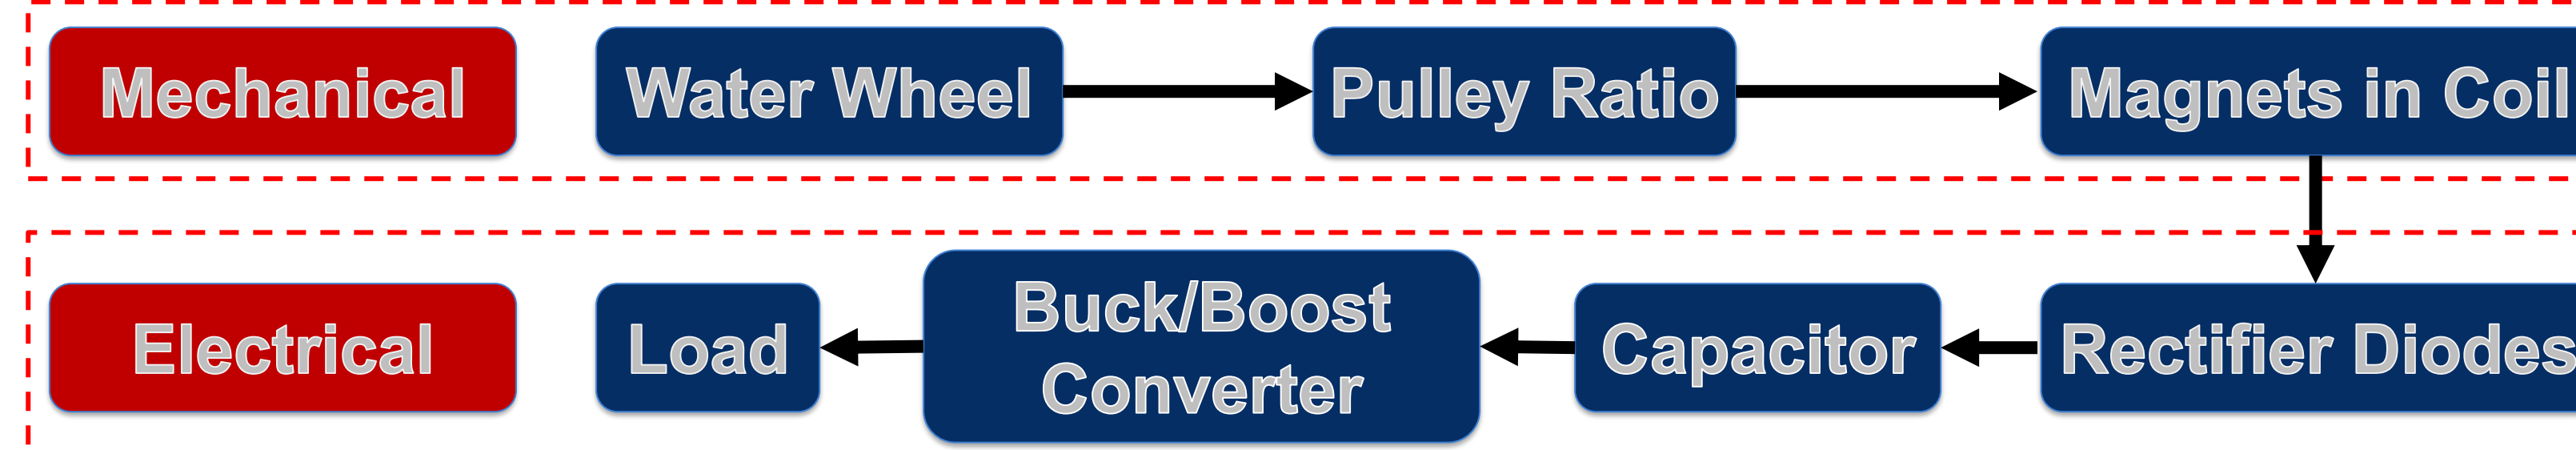 Mechanical
Water Wheel
Pulley Ratio
Magnets in Coil
Electrical
Load
Buck/Boost
Converter
Capacitor
Rectifier Diodes